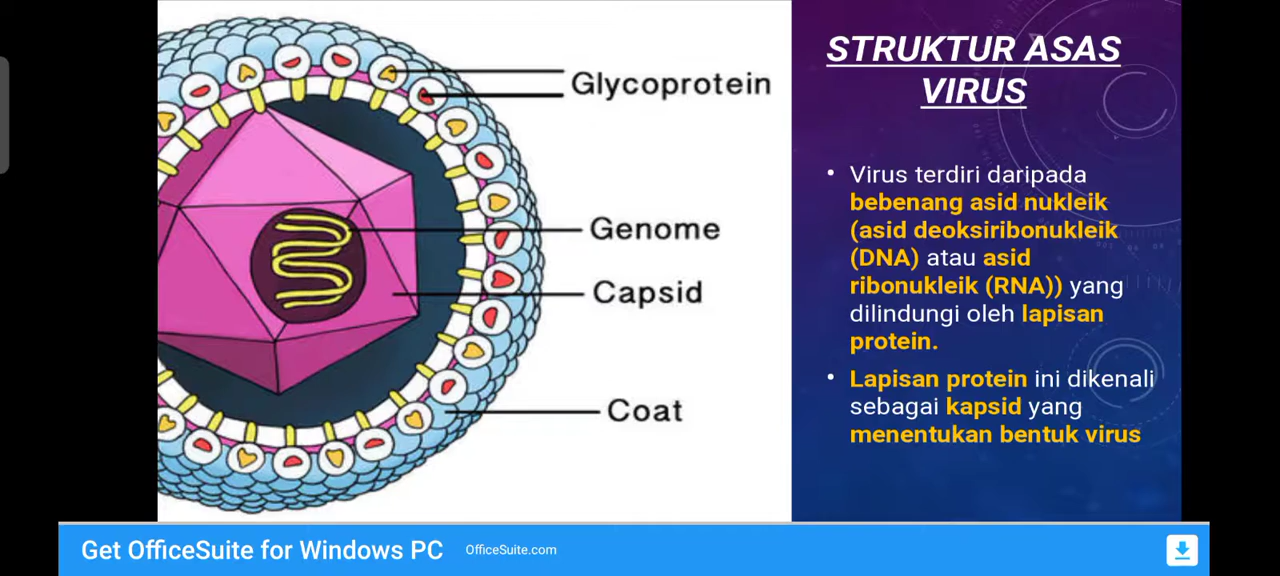 Glycoprotein
Genome
Capsid
Coat
STRUKTUR ASAS
VIRUS
• Virus terdiri daripada
bebenang asid nukleik
(asid deoksiribonukleik
(DNA) atau asid
ribonukleik (RNA)) yang
dilindungi oleh lapisan
protein.
• Lapisan protein ini dikenali
sebagai kapsid yang
menentukan bentuk virus
Get OfficeSuite for Windows PC OfficeSuite.com